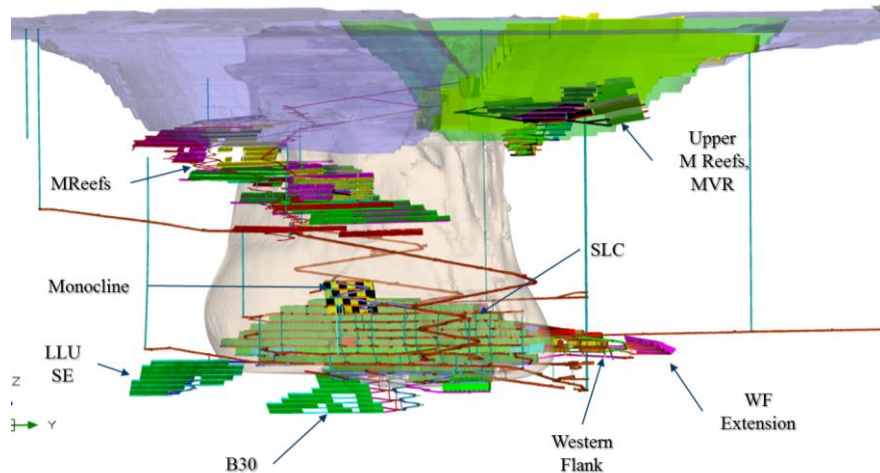 Upper
M Reefs,
MVR
MReefs
SLC
Monocline
LLU
SE
Z
Y
WF
Extension
Western
Flank
B30